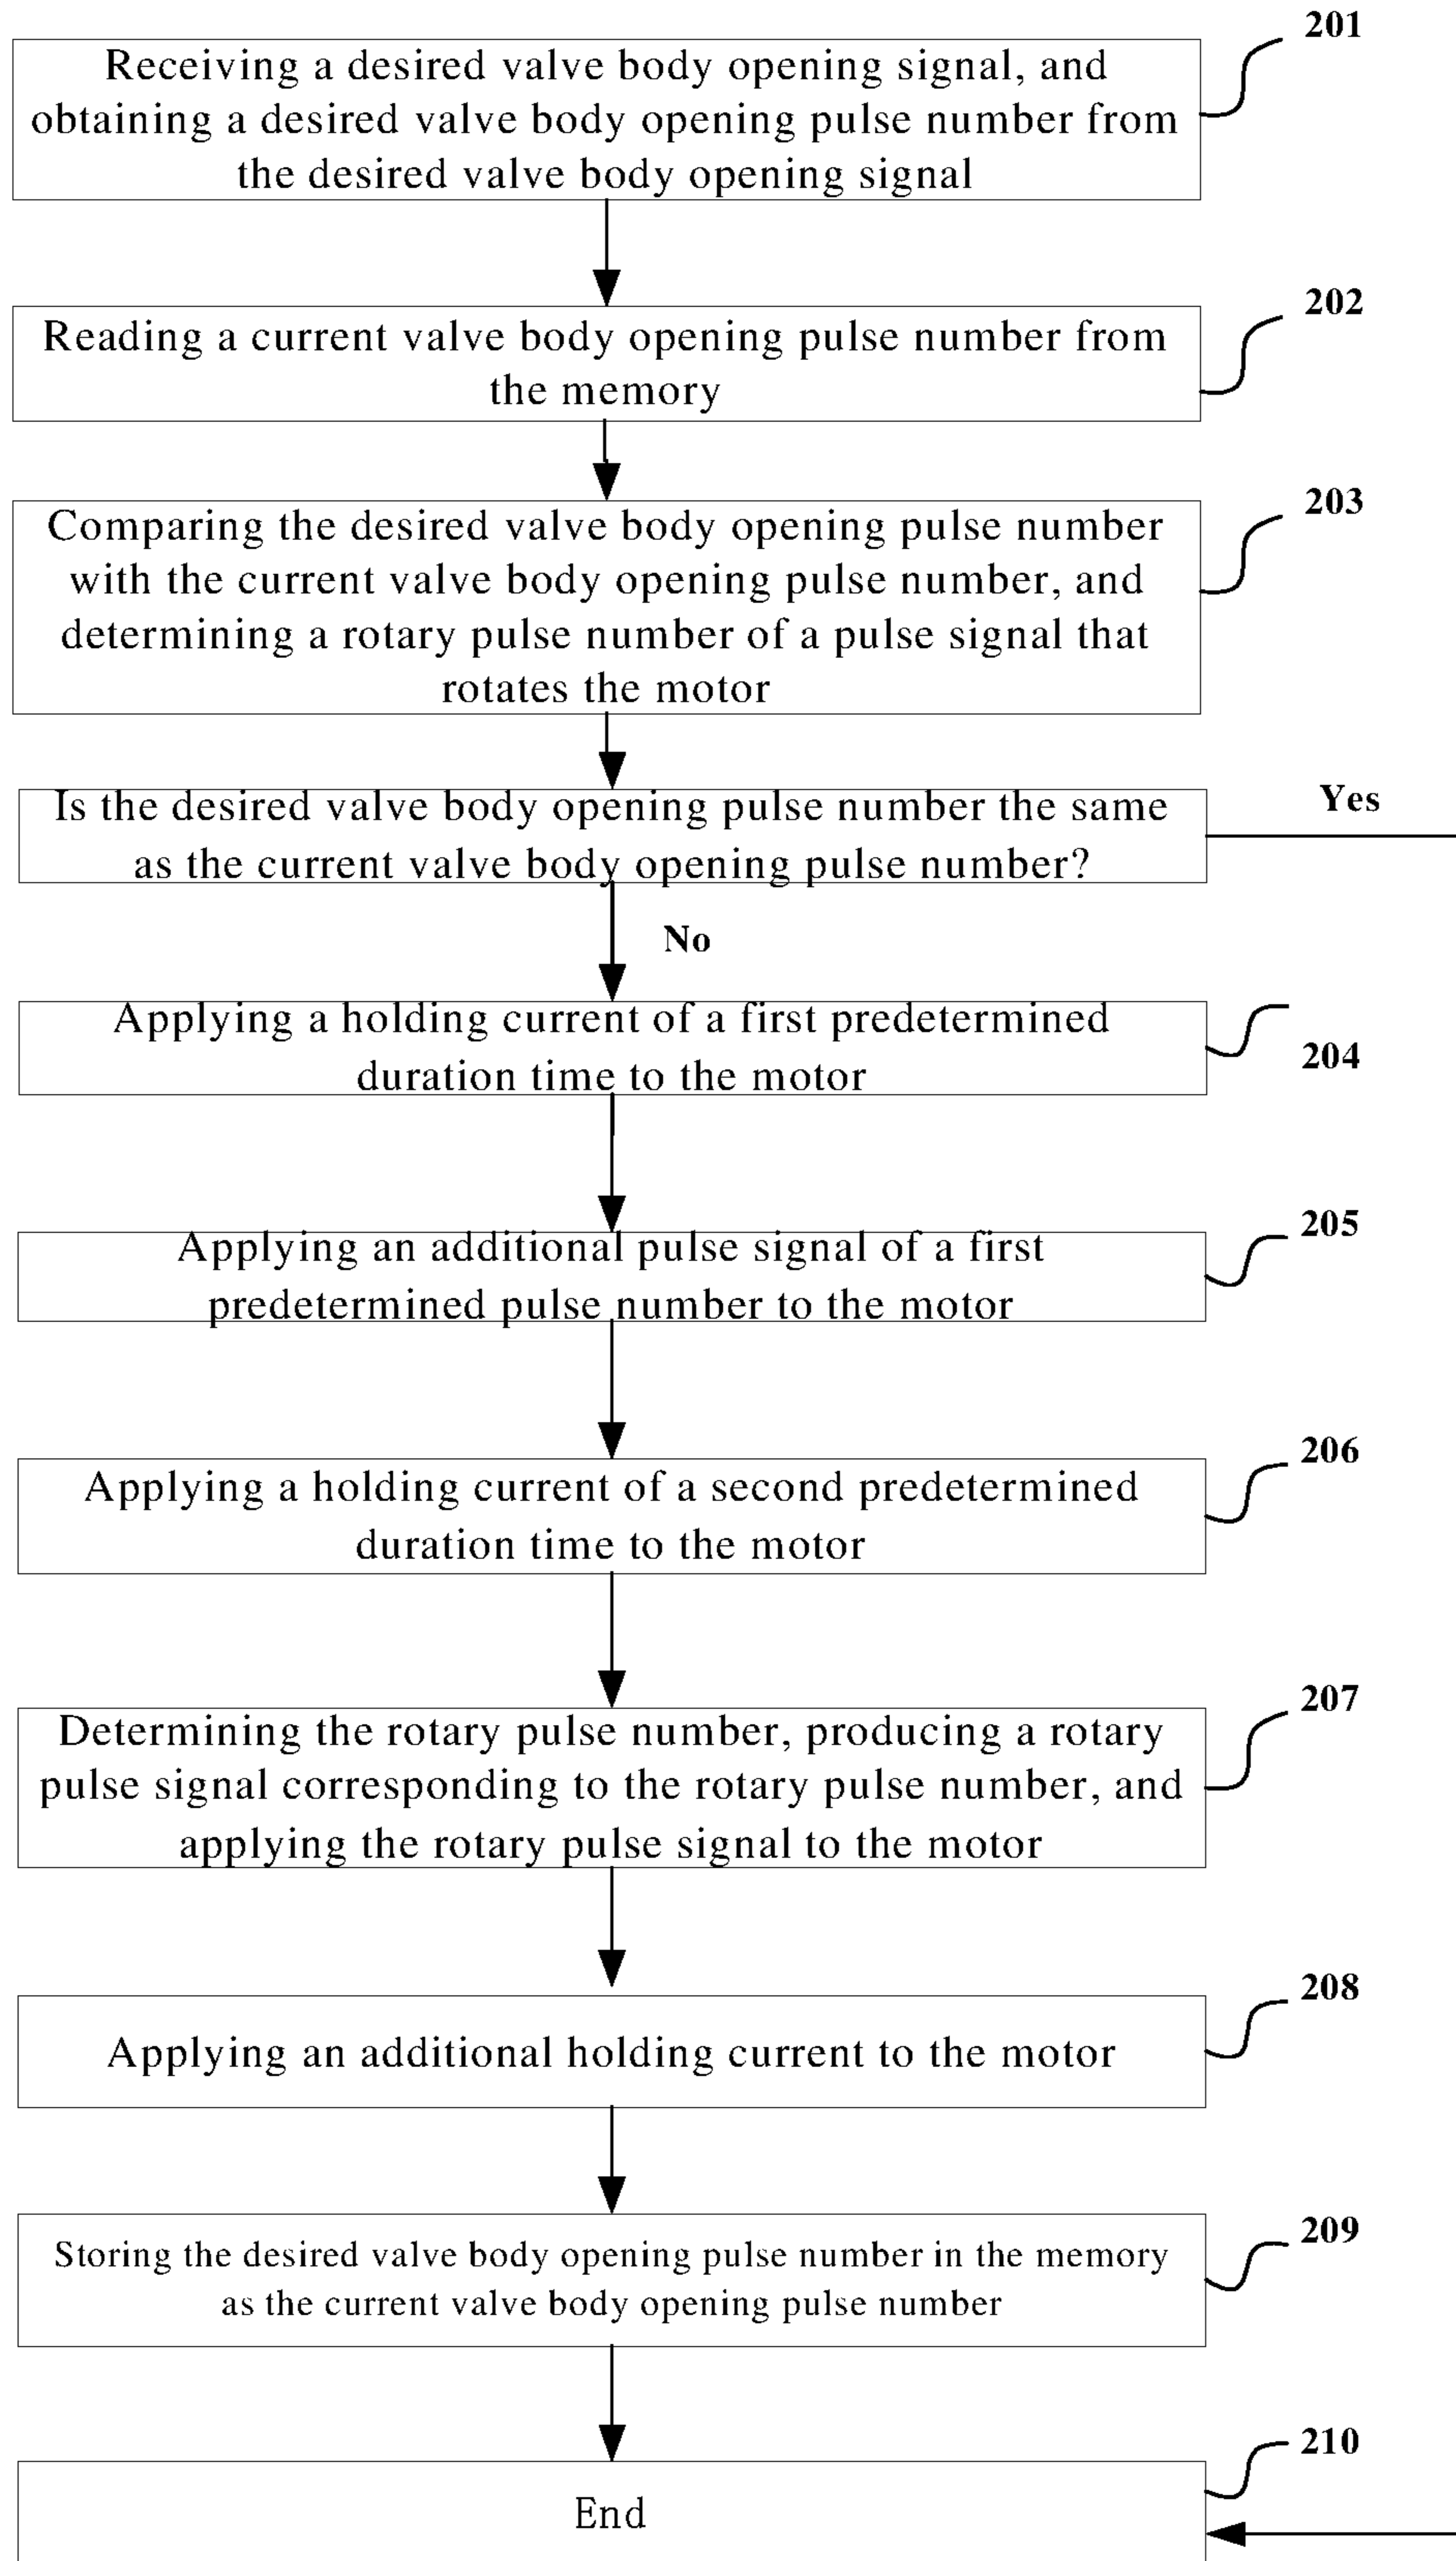 201
Receiving a desired valve body opening signal, and
obtaining a desired valve body opening pulse number from
the desired valve body opening signal
202
Reading a current valve body opening pulse number from
the memory
203
Comparing the desired valve body opening pulse number
with the current valve body opening pulse number, and
determining a rotary pulse number of a pulse signal that
rotates the motor
Is the desired valve body opening pulse number the same
as the current valve body opening pulse number?
Yes
No
Applying a holding current of a first predetermined
duration time to the motor
204
205
Applying an additional pulse signal of a first
predetermined pulse number to the motor
206
Applying a holding current of a second predetermined
duration time to the motor
207
Determining the rotary pulse number, producing a rotary
pulse signal corresponding to the rotary pulse number, and
applying the rotary pulse signal to the motor
208
Applying an additional holding current to the motor
209
Storing the desired valve body opening pulse number in the memory
as the current valve body opening pulse number
210
End